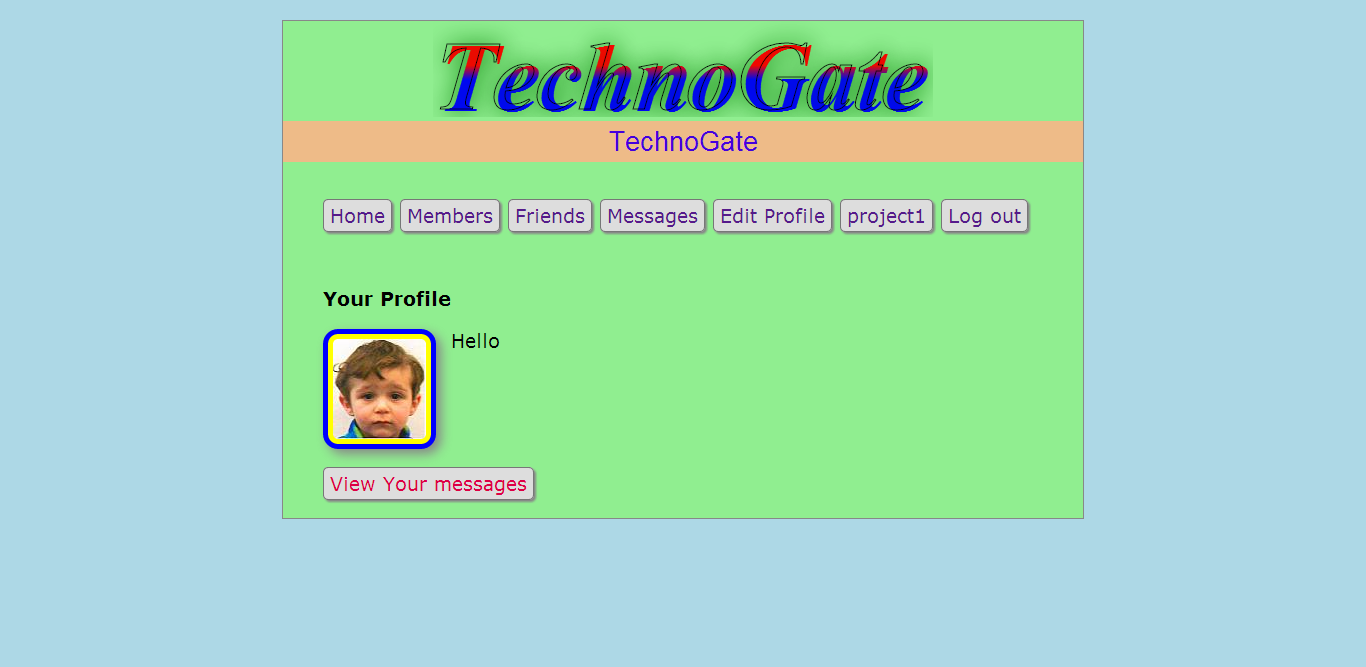 TechnoGate
TechnoGate
Home Members Friends Messages Edit Profile project1 Log out
Your Profile
Hello
View Your messages